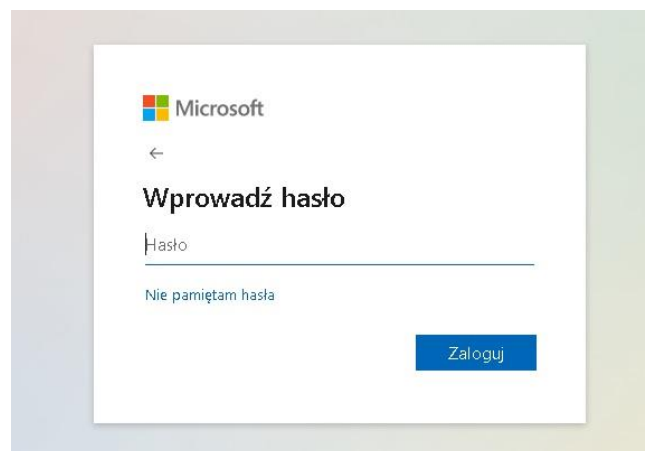 Microsoft
←
Wprowadź hasło
Hasło
Nie pamiętam hasła
Zaloguj